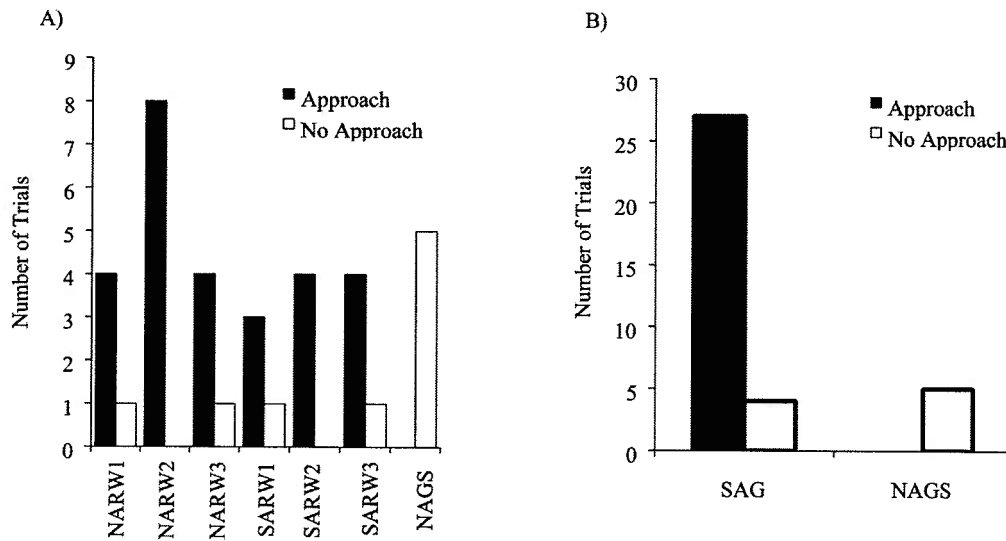 A)
Number of Trials
9
8
7
6
5
4
3
2
1
0
Approach
No Approach
NARW1
NARW2
NARW3
SARW1
SARW2
SARW3
NAGS
B)
Number of Trials
30
25
20
15
10
5
0
Approach
No Approach
SAG
NAGS